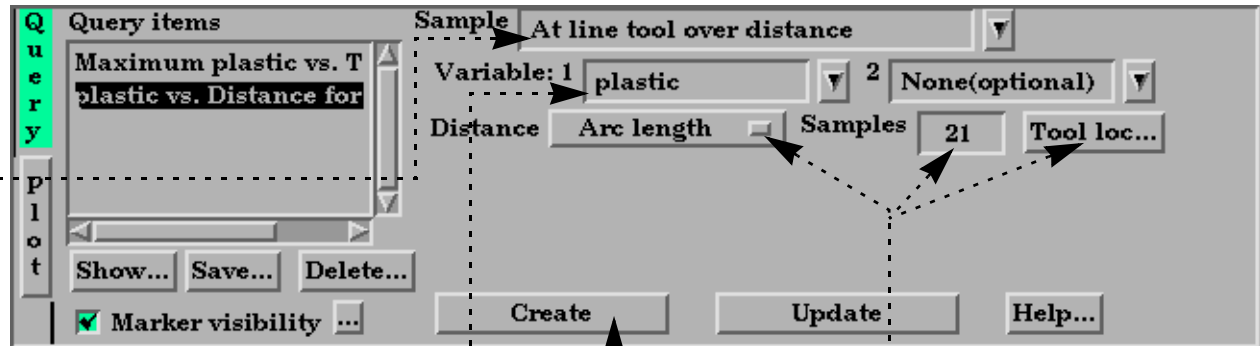 Query
Plot
Query items
Maximum plastic vs. T
plastic vs. Distance for
Show... Save... Delete...
Marker visibility ...
Sample At line tool over distance
Variable: 1 plastic 2 None(optional)
Distance Arc length Samples 21 Tool loc...
Create Update Help...